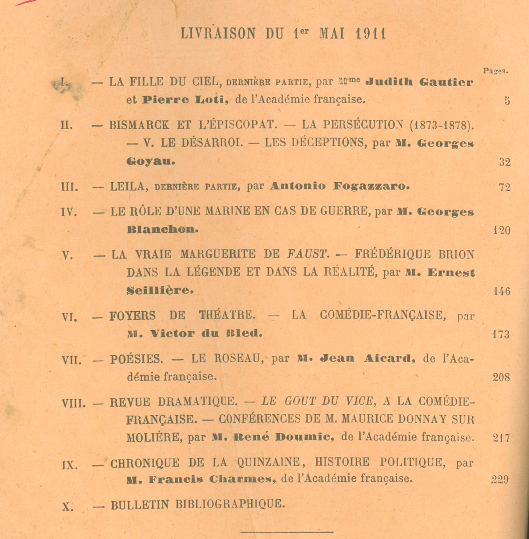 LIVRAISON DU 1er MAI 1911
Pages.
I. — LA FILLE DU CIEL, DERNIÈRE PARTIE, par Mme Judith Gautier
et Pierre Loti, de l'Académie française. 5
II. — BISMARCK ET L'ÉPISCOPAT. — LA PERSÉCUTION (1873-1878).
— V. LE DÉSARROI. — LES DÉCEPTIONS, par M. Georges
Goyau. 32
III. — LEILA, DERNIÈRE PARTIE, par Antonio Fogazzaro. 72
IV. — LE RÔLE D'UNE MARINE EN CAS DE GUERRE, par M. Georges
Blanchon. 120
V. — LA VRAIE MARGUERITE DE FAUST. — FRÉDÉRIQUE BRION
DANS LA LÉGENDE ET DANS LA RÉALITÉ, par M. Ernest
Seillière. 146
VI. — FOYERS DE THÉATRE. — LA COMÉDIE-FRANÇAISE, par
M. Victor du Bled. 173
VII. — POÉSIES. — LE ROSEAU, par M. Jean Aicard, de l'Aca-
démie française. 208
VIII. — REVUE DRAMATIQUE. — LE GOUT DU VICE, A LA COMÉDIE-
FRANÇAISE. — CONFÉRENCES DE M. MAURICE DONNAY SUR
MOLIÈRE, par M. René Doumic, de l'Académie française. 217
IX. — CHRONIQUE DE LA QUINZAINE, HISTOIRE POLITIQUE, par
M. Francis Charmes, de l'Académie française. 229
X. — BULLETIN BIBLIOGRAPHIQUE.